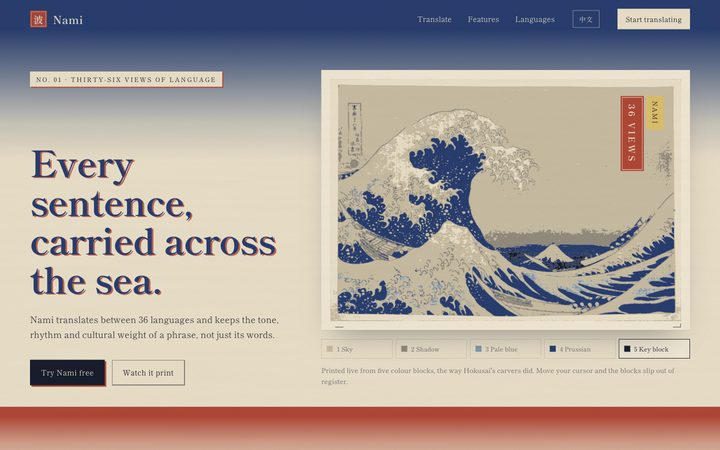 波 Nami
Translate Features Languages 中文 Start translating
NO. 01 · THIRTY-SIX VIEWS OF LANGUAGE
Every
sentence,
carried across
the sea.
Nami translates between 36 languages and keeps the tone,
rhythm and cultural weight of a phrase, not just its words.
Try Nami free Watch it print
36 VIEWS
NAMI
1 Sky 2 Shadow 3 Pale blue 4 Prussian 5 Key block
Printed live from five colour blocks, the way Hokusai's carvers did. Move your cursor and the blocks slip out of
register.